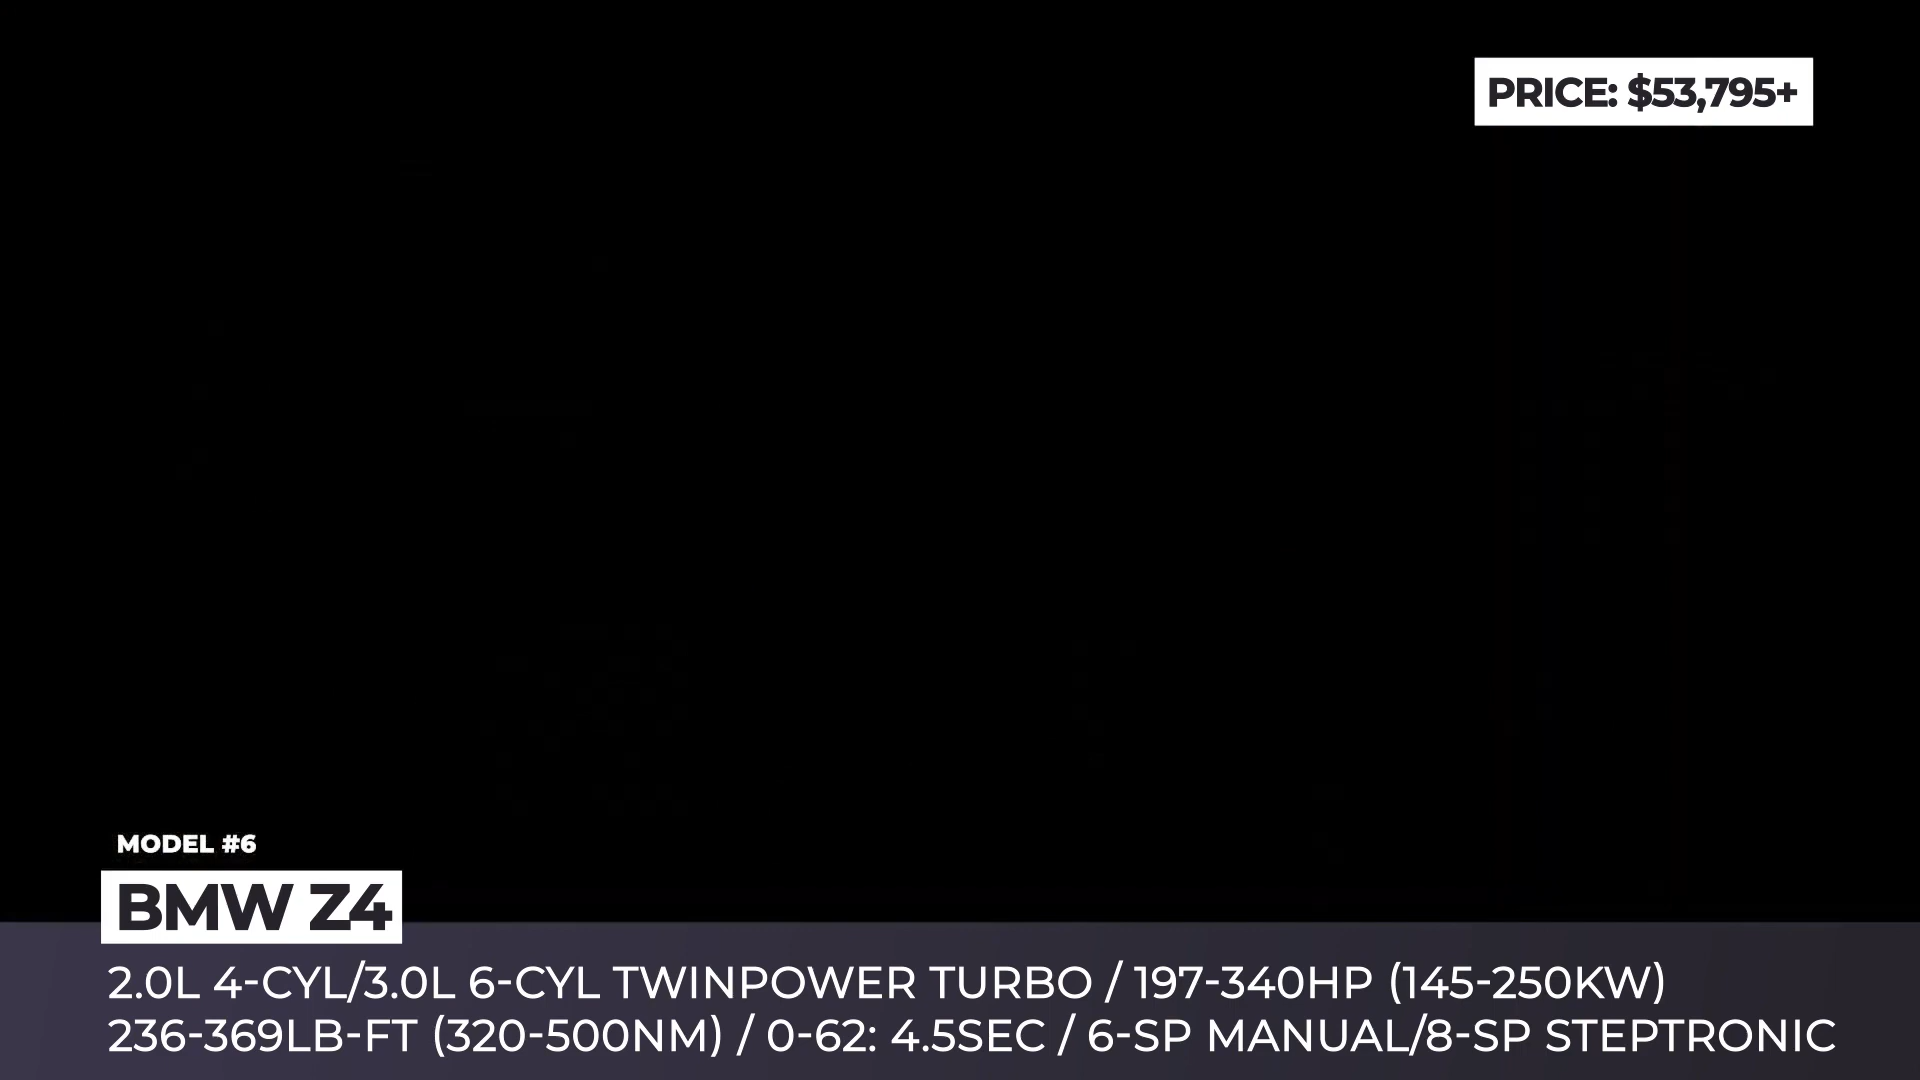 PRICE: $53,795+
MODEL #6
BMW Z4
2.0L 4-CYL/3.0L 6-CYL TWINPOWER TURBO / 197-340HP (145-250KW)
236-369LB-FT (320-500NM) / 0-62: 4.5SEC / 6-SP MANUAL/8-SP STEPTRONIC